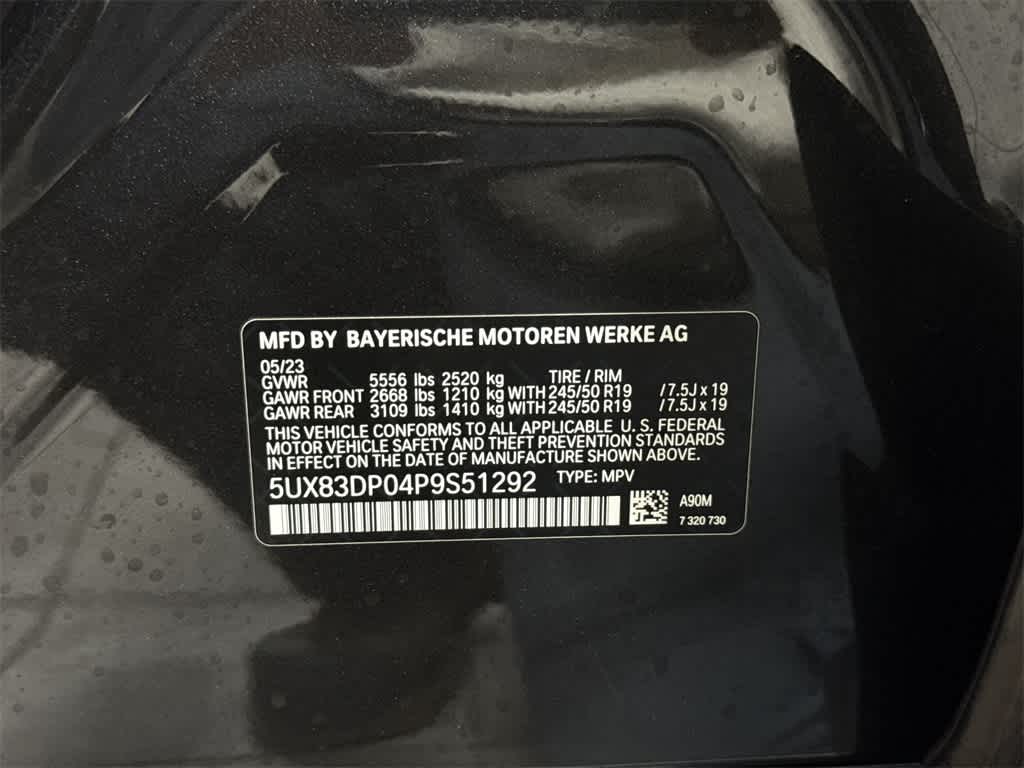 MFD BY BAYERISCHE MOTOREN WERKE AG
05/23
GVWR 5556 lbs 2520 kg TIRE / RIM
GAWR FRONT 2668 lbs 1210 kg WITH 245/50 R19 / 7.5J x 19
GAWR REAR 3109 lbs 1410 kg WITH 245/50 R19 / 7.5J x 19
THIS VEHICLE CONFORMS TO ALL APPLICABLE U. S. FEDERAL
MOTOR VEHICLE SAFETY AND THEFT PREVENTION STANDARDS
IN EFFECT ON THE DATE OF MANUFACTURE SHOWN ABOVE.
5UX83DP04P9S51292 TYPE: MPV
A90M
7 320 730